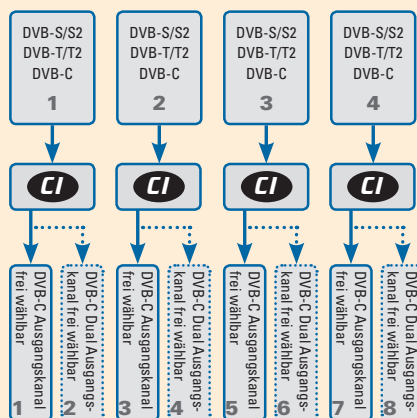 DVB-S/S2
DVB-T/T2
DVB-C
1
DVB-S/S2
DVB-T/T2
DVB-C
2
DVB-S/S2
DVB-T/T2
DVB-C
3
DVB-S/S2
DVB-T/T2
DVB-C
4
CI
CI
CI
CI
DVB-C Ausgangskanal
frei wählbar
1
DVB-C Dual Ausgangs-
kanal frei wählbar
2
DVB-C Ausgangskanal
frei wählbar
3
DVB-C Dual Ausgangs-
kanal frei wählbar
4
DVB-C Ausgangskanal
frei wählbar
5
DVB-C Dual Ausgangs-
kanal frei wählbar
6
DVB-C Ausgangskanal
frei wählbar
7
DVB-C Dual Ausgangs-
kanal frei wählbar
8